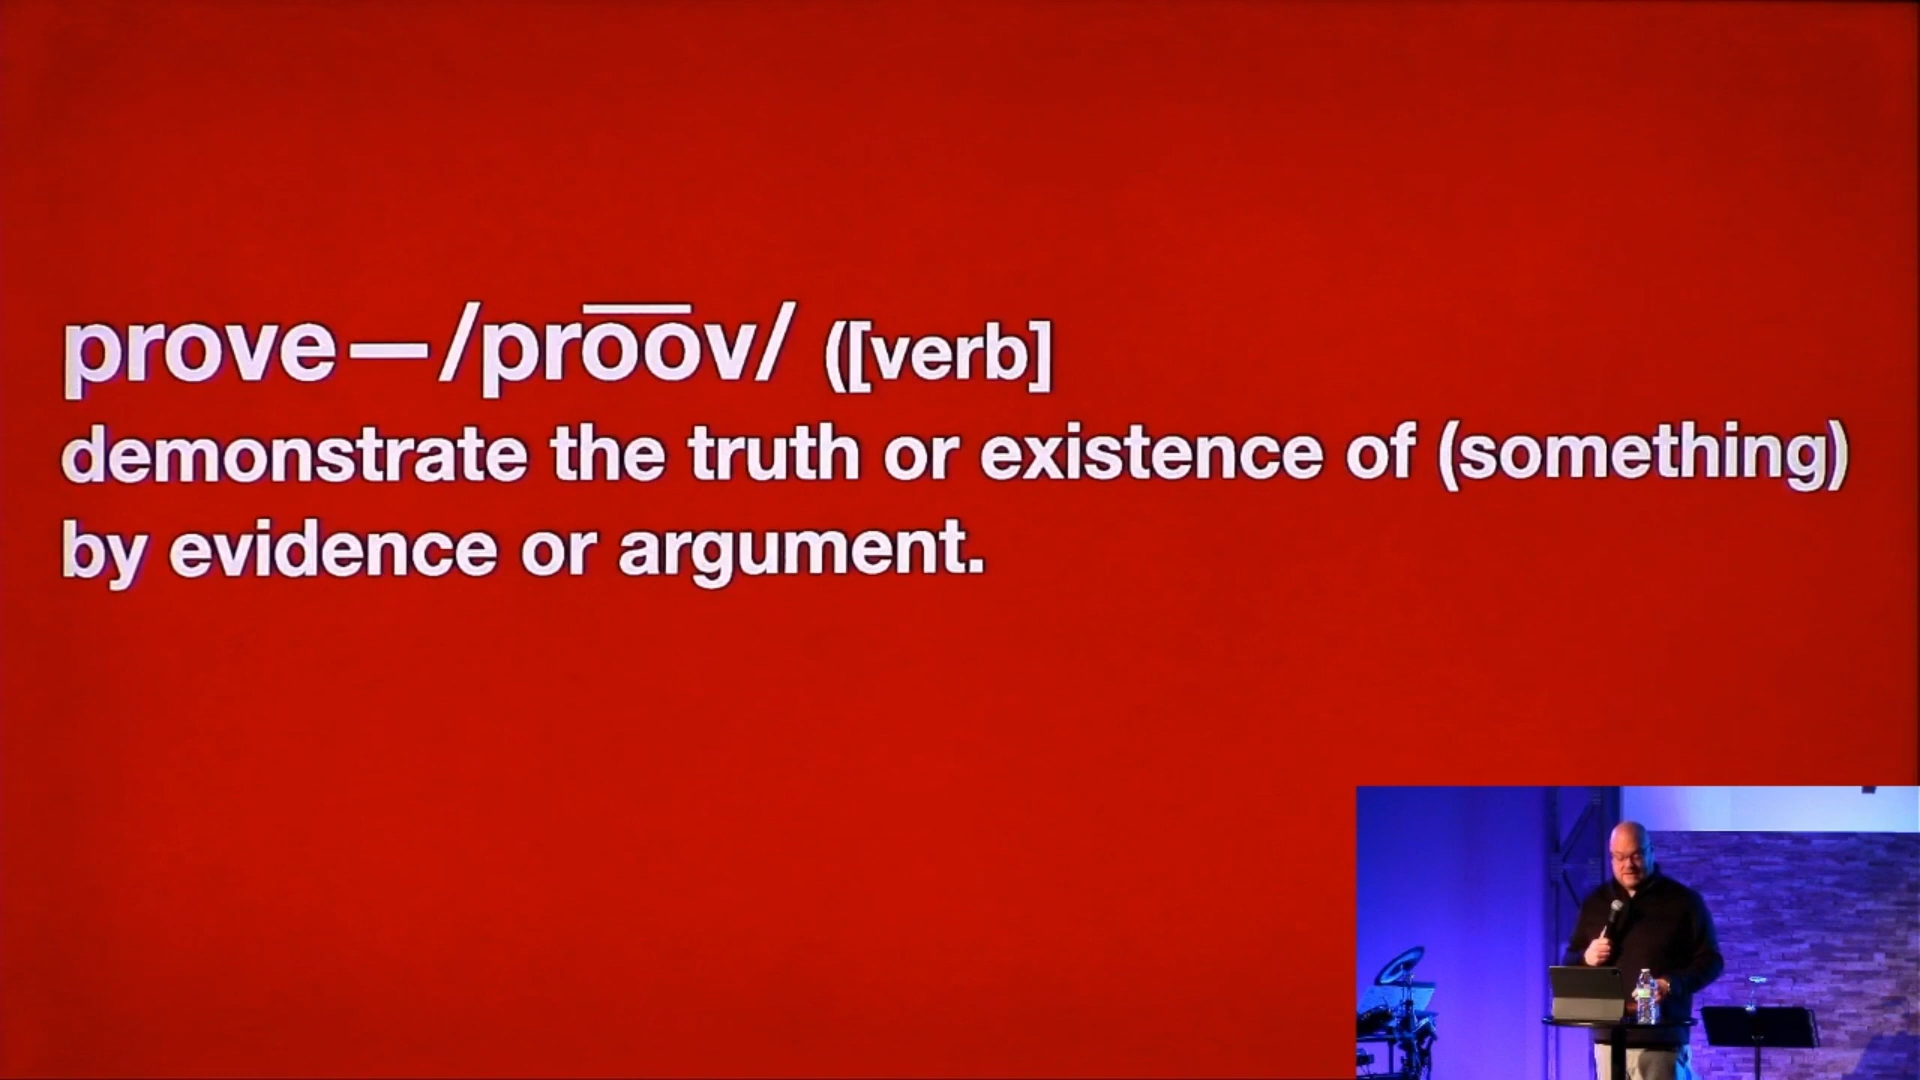 prove—/pro͞ov/ ([verb]
demonstrate the truth or existence of (something)
by evidence or argument.